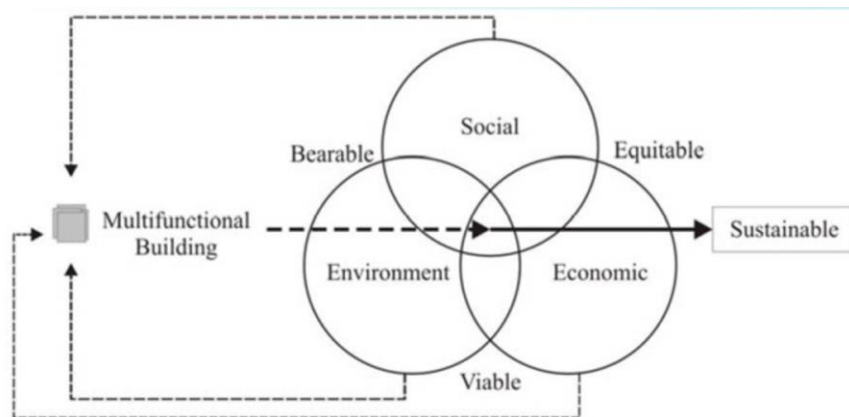 Social
Bearable
Equitable
Multifunctional
Building
Sustainable
Environment
Economic
Viable